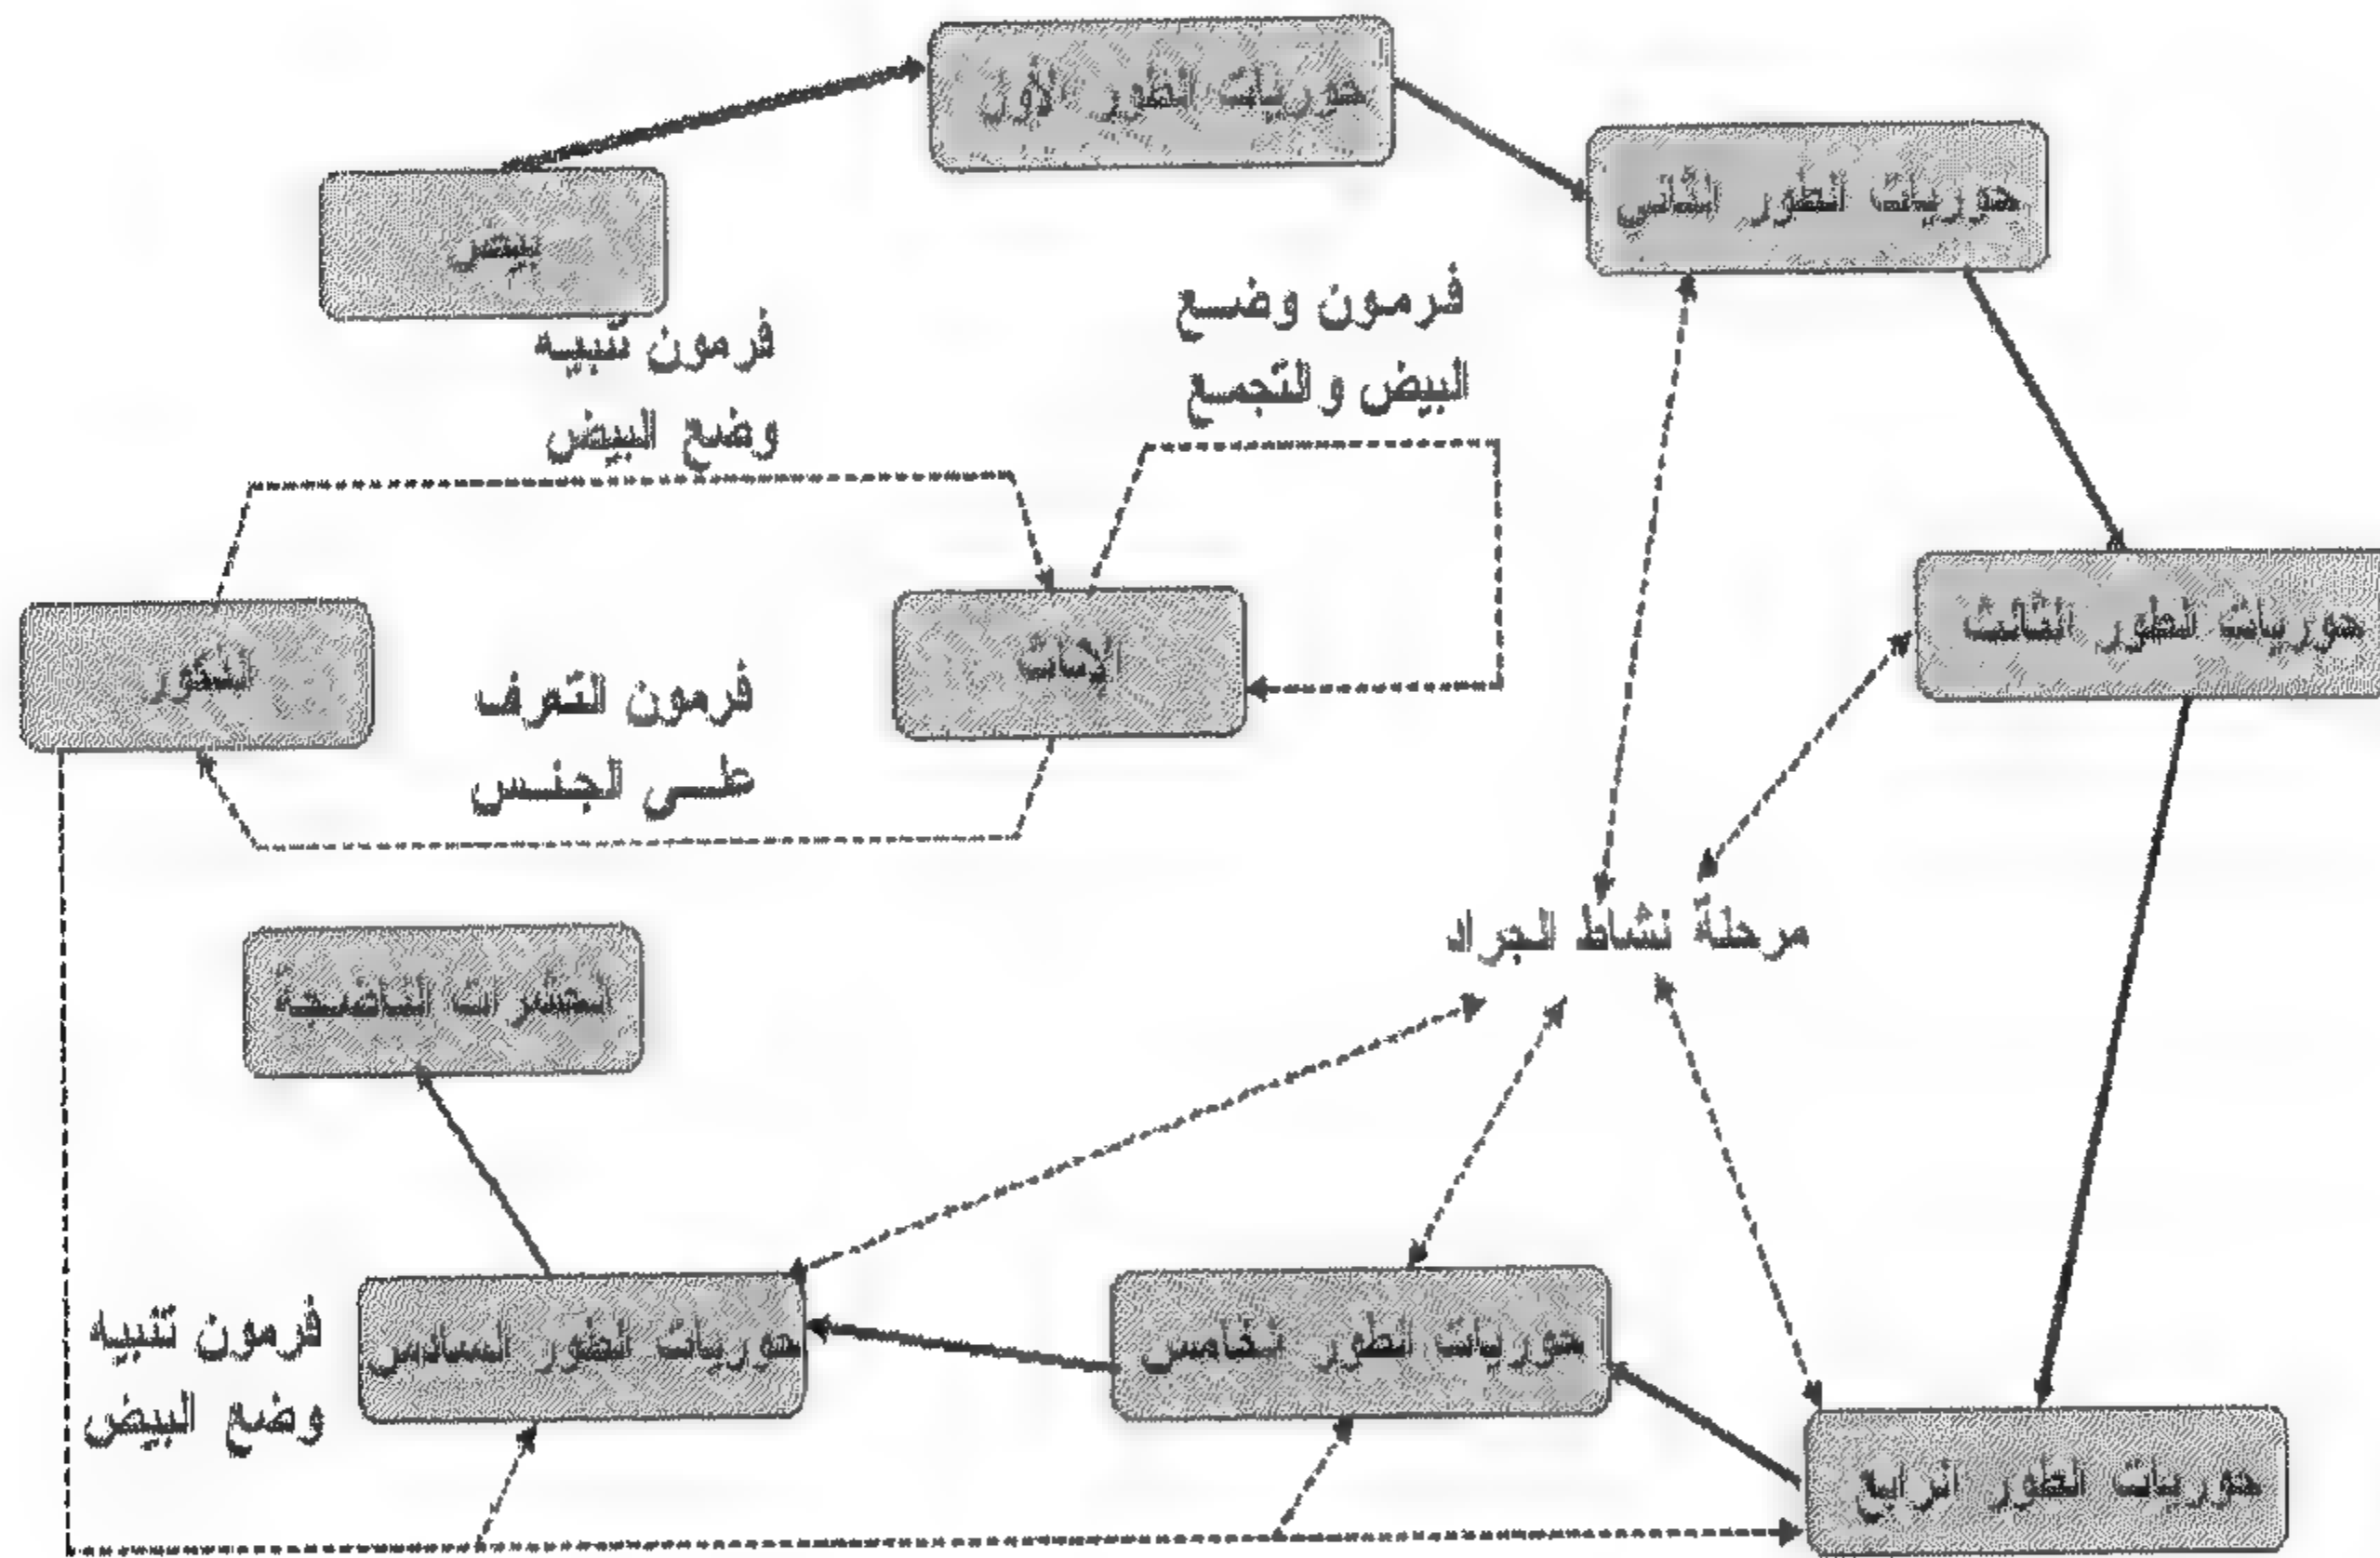 حوريات الطور الأول
حوريات الطور الثاني
بيض
فرمون تنبيه
وضع البيض
فرمون وضع
البيض والتجمع
حوريات الطور الثالث
الإناث
الذكور
فرمون التعرف
على الجنس
مرحلة نشاط الجراد
الحشرات الناضجة
حوريات الطور السادس
حوريات الطور الخامس
حوريات الطور الرابع
فرمون تنبيه
وضع البيض